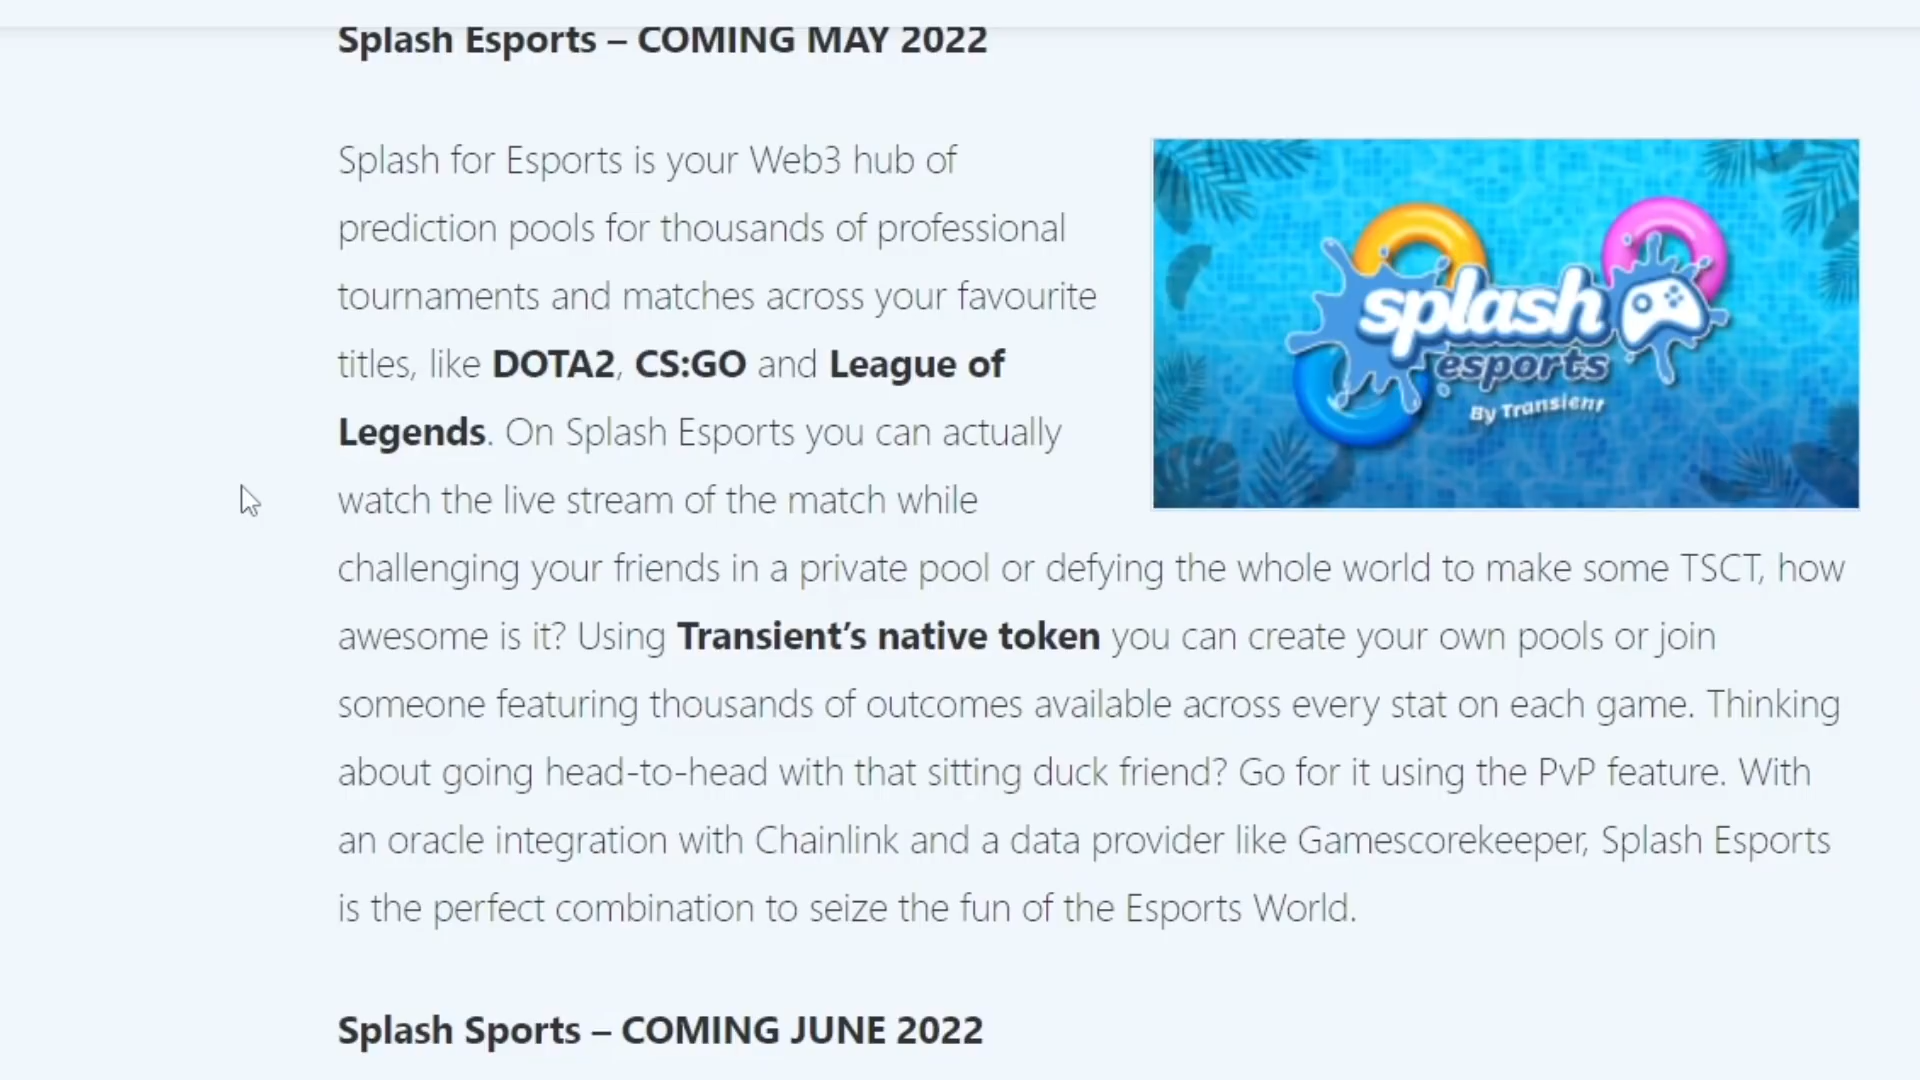 Splash Esports – COMING MAY 2022
Splash for Esports is your Web3 hub of
prediction pools for thousands of professional
tournaments and matches across your favourite
titles, like DOTA2, CS:GO and League of
Legends. On Splash Esports you can actually
watch the live stream of the match while
challenging your friends in a private pool or defying the whole world to make some TSCT, how
awesome is it? Using Transient’s native token you can create your own pools or join
someone featuring thousands of outcomes available across every stat on each game. Thinking
about going head-to-head with that sitting duck friend? Go for it using the PvP feature. With
an oracle integration with Chainlink and a data provider like Gamescorekeeper, Splash Esports
is the perfect combination to seize the fun of the Esports World.
splash
esports
By Transient
Splash Sports – COMING JUNE 2022